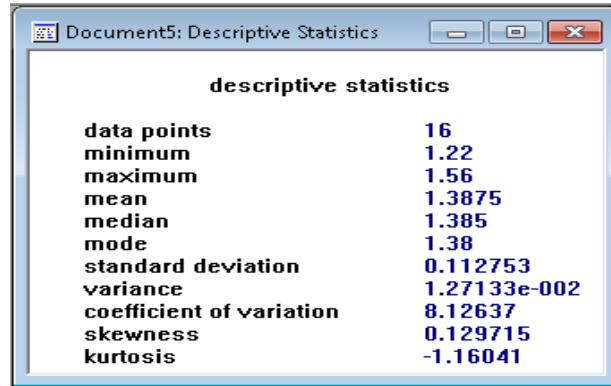 Document5: Descriptive Statistics
descriptive statistics
data points 16
minimum 1.22
maximum 1.56
mean 1.3875
median 1.385
mode 1.38
standard deviation 0.112753
variance 1.27133e-002
coefficient of variation 8.12637
skewness 0.129715
kurtosis -1.16041